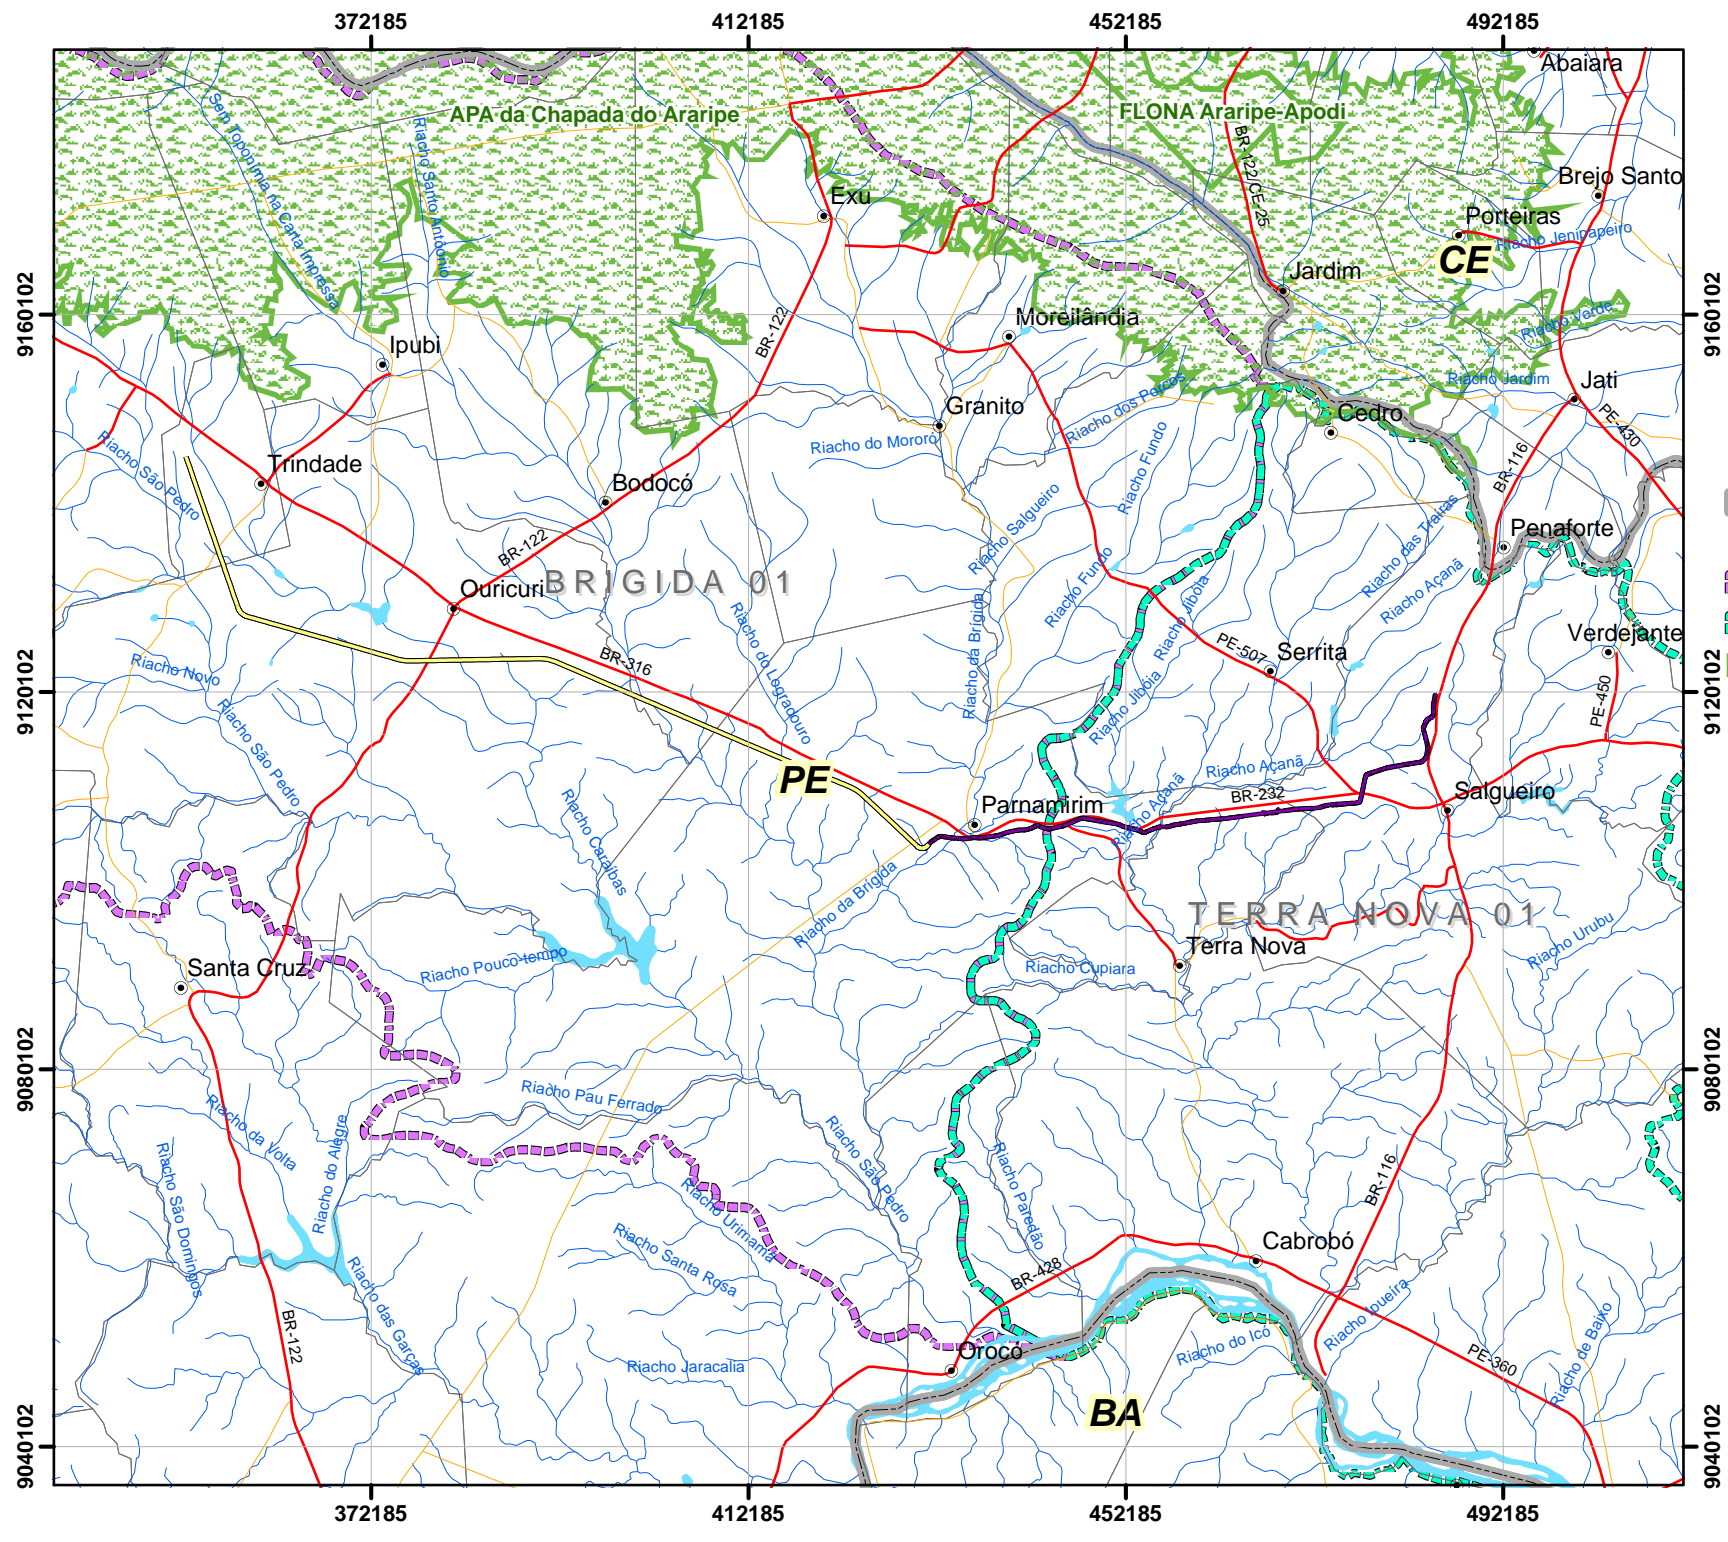 372185 412185 452185 492185
Abaiara
APA da Chapada do Araripe
FLONA Araripe-Apodi
Sem Toponimia na Carta Impressa
Riacho Santo Antonio
BR-122/CE-25
Brejo Santo
Exu
Porteiras
Riacho Jenipapeiro
CE
Jardim
9160102
9160102
Moreilândia
Riacho Verde
BR-122
Ipubi
Riacho Jardim
Jati
Riacho dos Porcos
Granito
Cedro
PE-430
Riacho do Mororó
Riacho São Pedro
Trindade
Bodocó
Riacho Fundo
BR-116
Riacho Salgueiro
Riacho das Traíras
Penaforte
BR-122
BRIGIDA 01
Ouricuri
Riacho Fundo
Riacho Açanã
Riacho Jibóia
Riacho da Brígida
Riacho do Logradouro
Verdejante
PE-507
Serrita
BR-316
Riacho Novo
9120102
9120102
Riacho Jibóia
PE-450
Riacho São Pedro
PE
Riacho Açanã
Riacho Açanã
BR-232
Salgueiro
Parnamirim
Riacho Caraíbas
Riacho da Brígida
TERRA NOVA 01
Terra Nova
Riacho Urubu
Santa Cruz
Riacho Pouco-tempo
Riacho Cupiara
9080102
9080102
Riacho Pau Ferrado
Riacho da Volta
Riacho do Alegre
Riacho São Domingos
Riacho São Pedro
Riacho Paredão
BR-116
Riacho Urimamã
Riacho Santa Rosa
Cabrobó
BR-428
Riacho das Garças
Riacho Ipueira
Riacho do Icó
Riacho de Baixo
BR-122
Orocó
Riacho Jaracalia
PE-360
BA
9040102
9040102
372185 412185 452185 492185